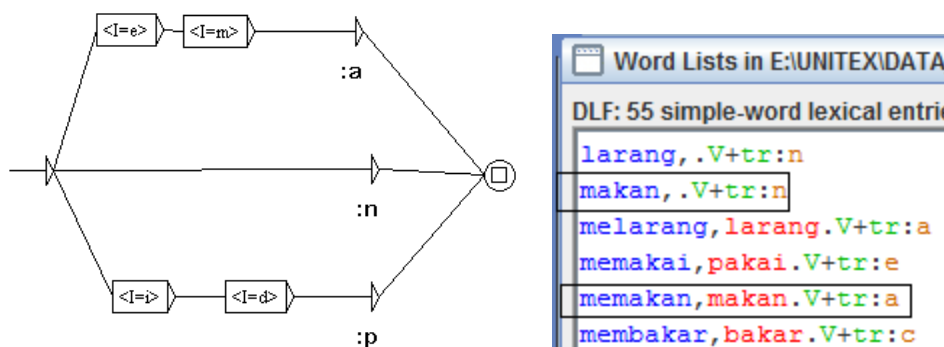 <I=e> <I=m>
:a
:n
<I=i> <I=d>
:p
Word Lists in E:\UNITEX\DATA
DLF: 55 simple-word lexical entrie
larang,.V+tr:n
makan,.V+tr:n
melarang,larang.V+tr:a
memakai,pakai.V+tr:e
memakan,makan.V+tr:a
membakar,bakar.V+tr:c